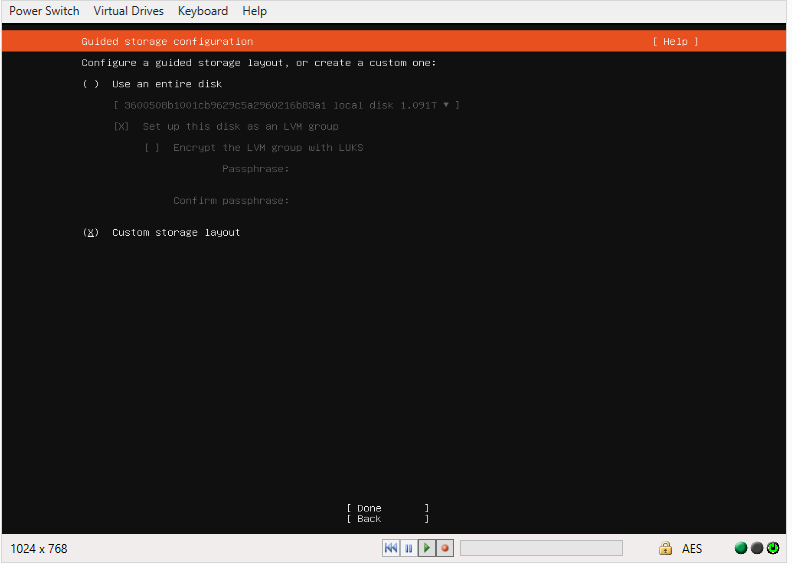 Power Switch Virtual Drives Keyboard Help
Guided storage configuration [ Help ]
Configure a guided storage layout, or create a custom one:
( ) Use an entire disk
[ 3600508b1001cb9629c5a2960216b83a1 local disk 1.091T ▾ ]
[X] Set up this disk as an LVM group
[ ] Encrypt the LVM group with LUKS
Passphrase:
Confirm passphrase:
(X) Custom storage layout
[ Done ]
[ Back ]
1024 x 768 AES